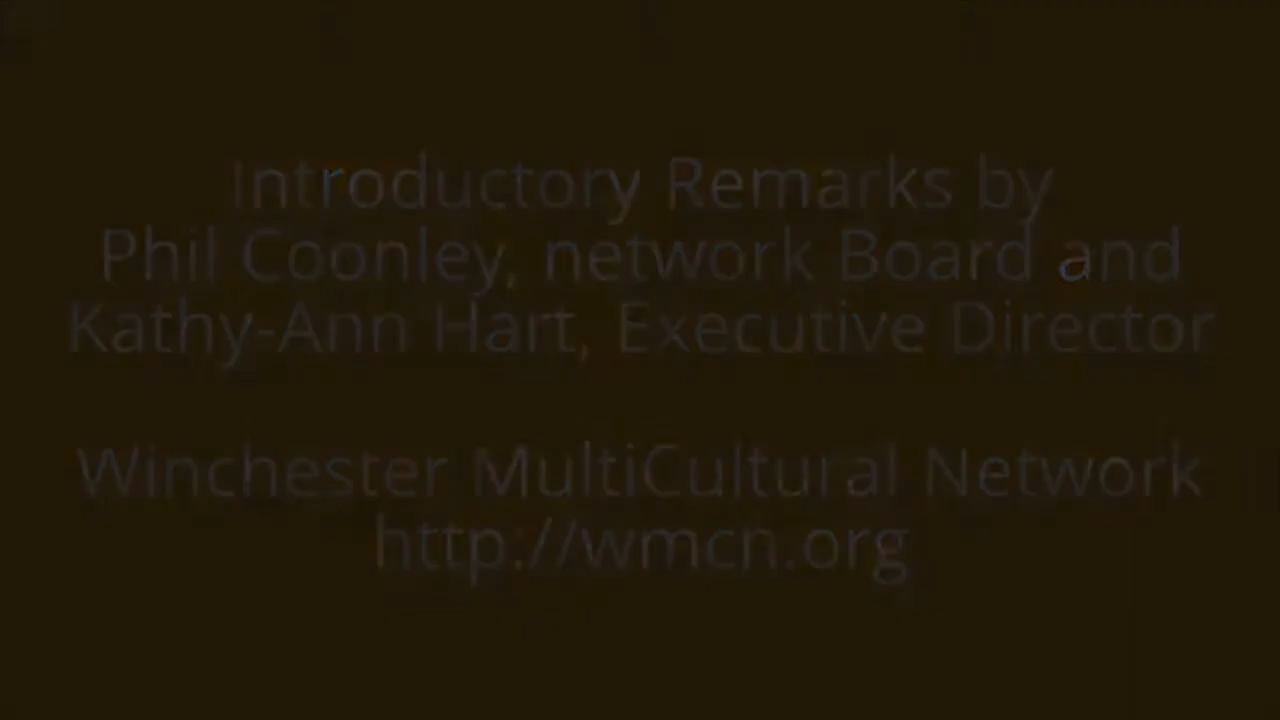 Introductory Remarks by
Phil Coonley, network Board and
Kathy-Ann Hart, Executive Director
Winchester MultiCultural Network
http://wmcn.org